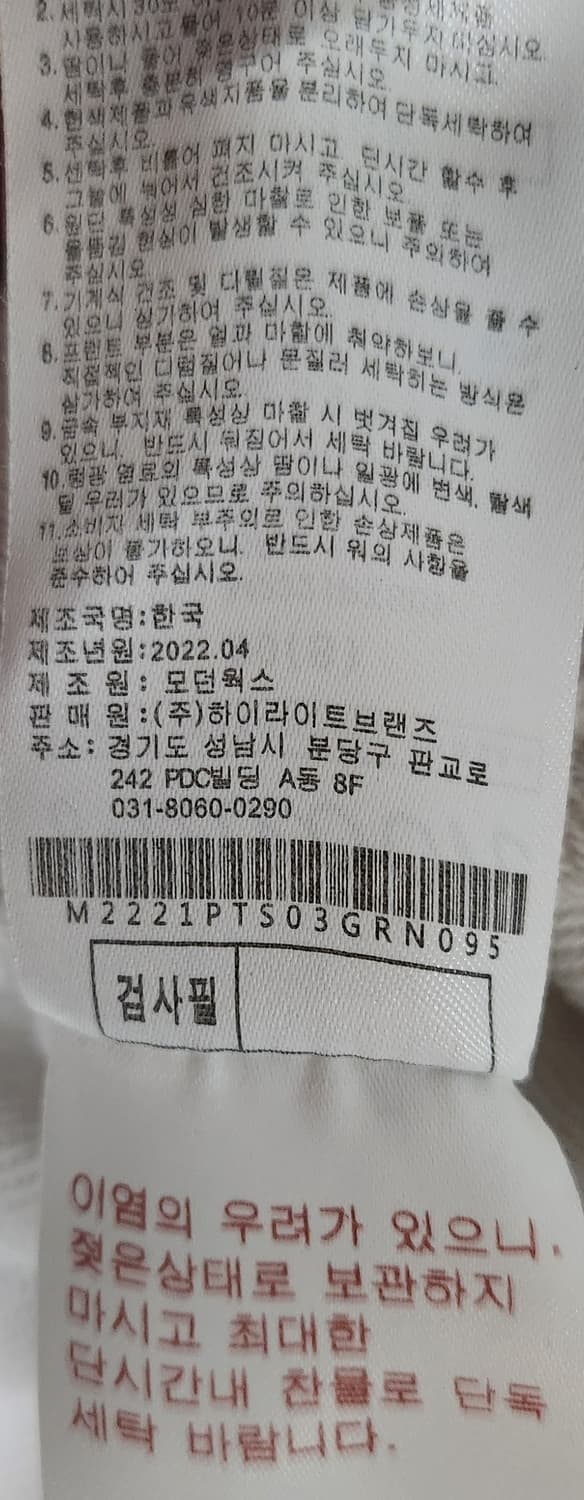 2. 세탁시 30도
사용하시고 물어 10분 이상 담가두지 마십시오.
3. 땀이나 물어 젖은상태로 오래두지 마시고,
세탁후 충분히 헹구어 주십시오.
4. 흰색제품과 유색제품을 분리하여 단독세탁하여
주십시오.
5. 세탁후 비틀어 짜지 마시고 단시간 탈수 후
그늘에 뉘어서 건조시켜 주십시오.
6. 원단 특성성 심한 마찰로 인한 보풀 또는
올뜯김 현상이 발생할 수 있으니 주의하여
주십시오.
7. 기계식 건조 및 다림질은 제품에 손상을 줄 수
있으니 삼가하여 주십시오.
8. 프린트 부분은 열과 마찰에 취약하보니,
직접적인 다림질이나 문질러 세탁하는 방식은
삼가하여 주십시오.
9. 금속 부자재 특성상 마찰 시 벗겨짐 우려가
있으니, 반드시 뒤집어서 세탁 바랍니다.
10. 형광 염료의 특성상 땀이나 일광에 변색, 탈색
될 우려가 있으므로 주의하십시오.
11. 소비자 세탁 부주의로 인한 손상제품은
보상이 불가하오니, 반드시 위의 사항을
준수하여 주십시오.
제조국명:한국
제조년원:2022.04
제 조 원: 모던웍스
판 매 원:(주)하이라이트브랜즈
주소: 경기도 성남시 분당구 판교로
242 PDC빌딩 A동 8F
031-8060-0290
M2221PTS03GRN095
검사필
이염의 우려가 있으니,
젖은상태로 보관하지
마시고 최대한
단시간내 찬물로 단독
세탁 바랍니다.